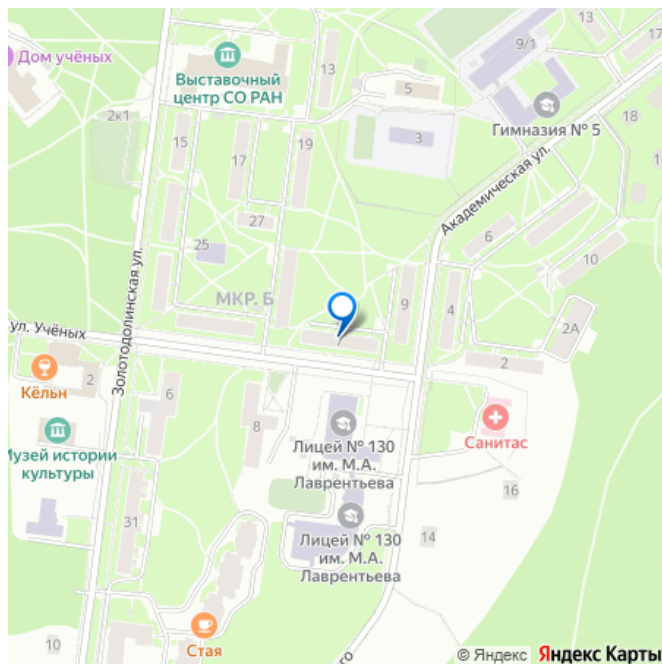 13
17
9/1
Дом учёных
Выставочный
центр СО РАН
13
5
Гимназия № 5
18
2к1
15
17
19
3
Академическая ул.
16
27
25
6
10
Золотодолинская ул.
МКР. Б
9
4
2А
ул. Учёных
2
Кёльн
2
6
8
Лицей № 130
им. М.А.
Лаврентьева
Санитас
Музей истории
культуры
16
31
Лицей № 130
им. М.А.
Лаврентьева
14
Стая
10
© Яндекс Яндекс Карты